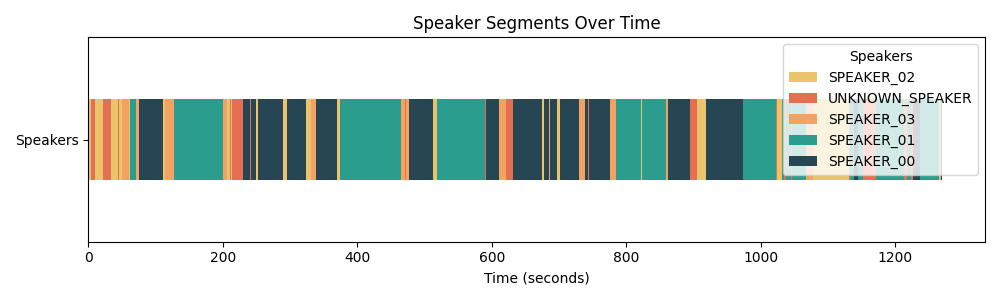 Speaker Segments Over Time
Speakers
SPEAKER_02
UNKNOWN_SPEAKER
SPEAKER_03
SPEAKER_01
SPEAKER_00
Speakers
0 200 400 600 800 1000 1200
Time (seconds)